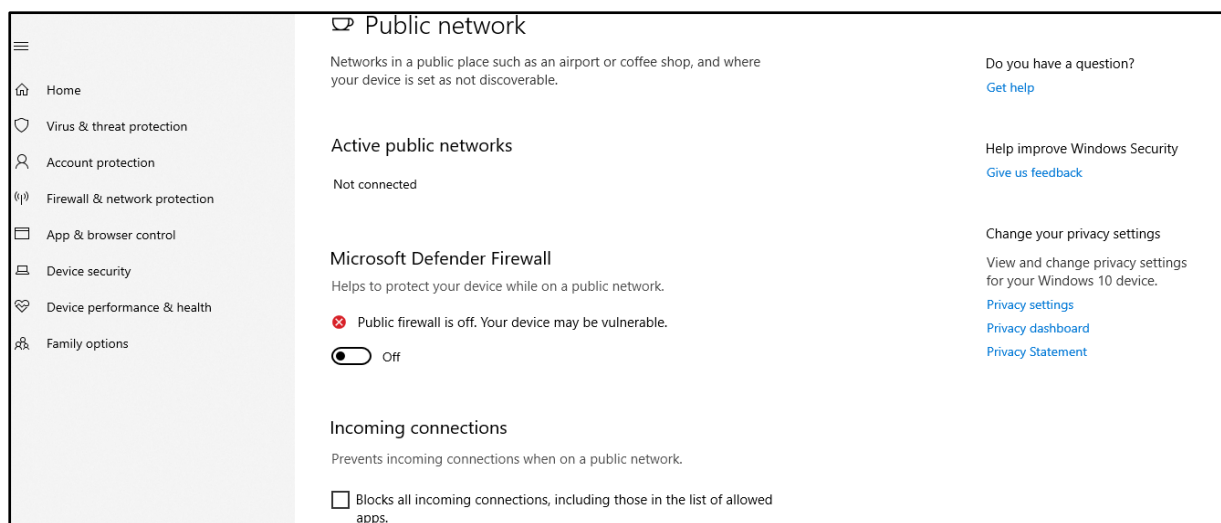 Public network
Networks in a public place such as an airport or coffee shop, and where
your device is set as not discoverable.
Home
Virus & threat protection
Account protection
Firewall & network protection
App & browser control
Device security
Device performance & health
Family options
Active public networks
Not connected
Microsoft Defender Firewall
Helps to protect your device while on a public network.
Public firewall is off. Your device may be vulnerable.
Off
Incoming connections
Prevents incoming connections when on a public network.
Blocks all incoming connections, including those in the list of allowed
apps.
Do you have a question?
Get help
Help improve Windows Security
Give us feedback
Change your privacy settings
View and change privacy settings
for your Windows 10 device.
Privacy settings
Privacy dashboard
Privacy Statement